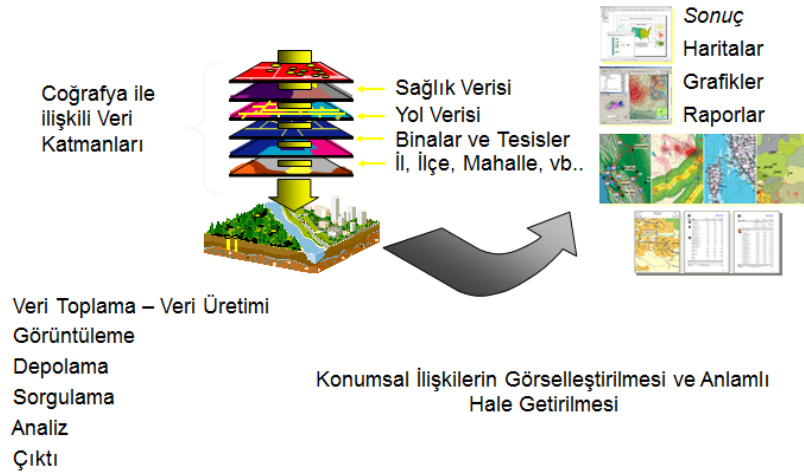 Coğrafya ile
ilişkili Veri
Katmanları
Sağlık Verisi
Yol Verisi
Binalar ve Tesisler
İl, İlçe, Mahalle, vb..
Sonuç
Haritalar
Grafikler
Raporlar
Veri Toplama – Veri Üretimi
Görüntüleme
Depolama
Sorgulama
Analiz
Çıktı
Konumsal İlişkilerin Görselleştirilmesi ve Anlamlı
Hale Getirilmesi